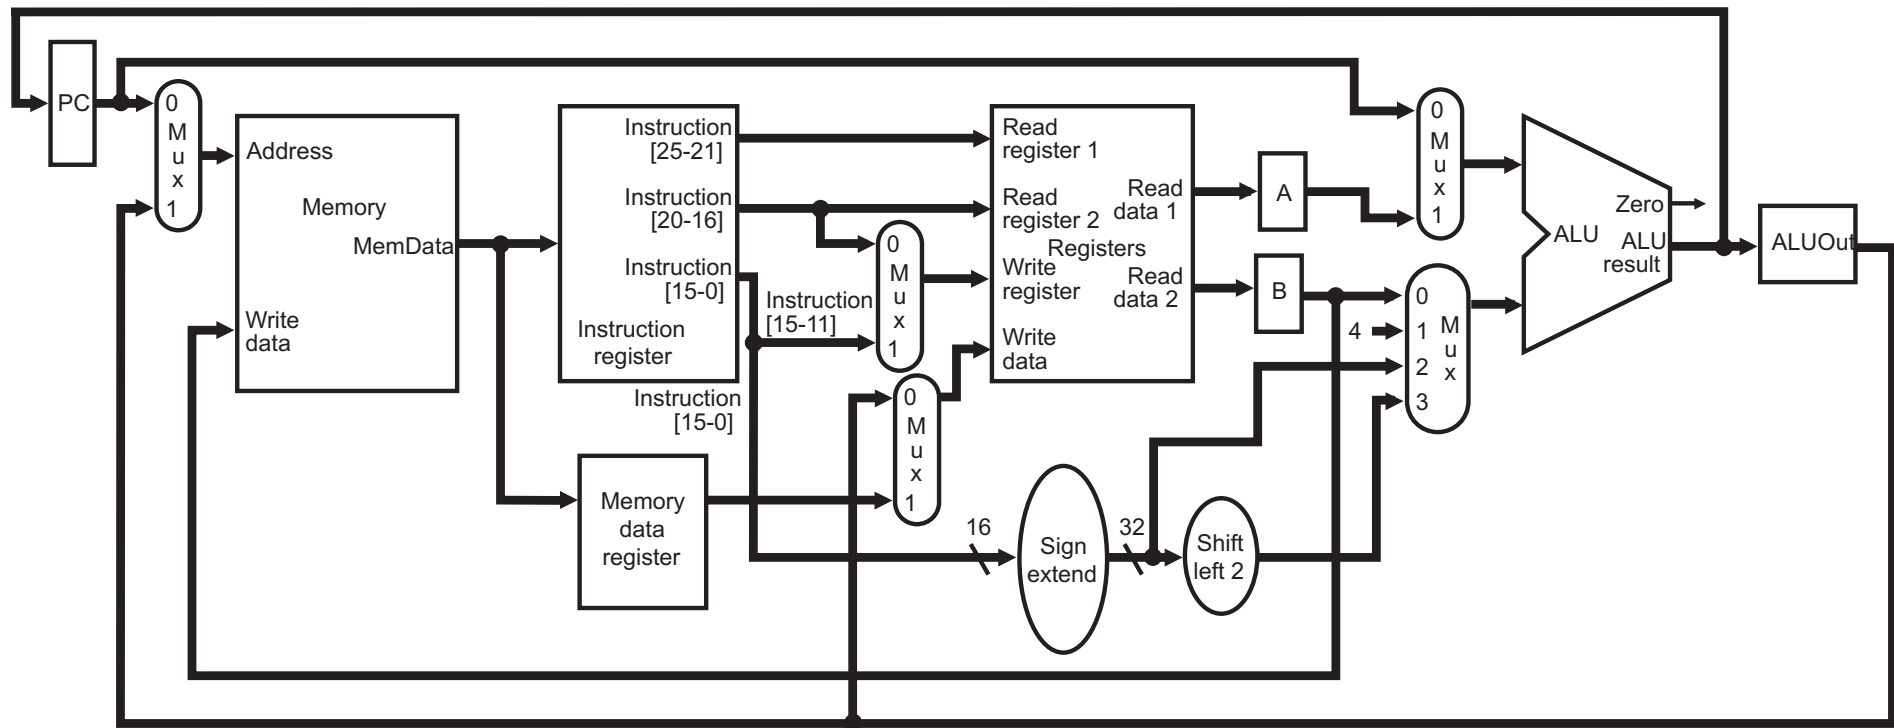 PC
0
M
u
x
1
Address
Memory
MemData
Write
data
Instruction
[25-21]
Instruction
[20-16]
Instruction
[15-0]
Instruction
register
Instruction
[15-0]
Instruction
[15-11]
Memory
data
register
0
M
u
x
1
0
M
u
x
1
Read
register 1
Read
register 2
Registers
Write
register
Write
data
Read
data 1
Read
data 2
16
Sign
extend
32
Shift
left 2
A
B
4
0
M
u
x
1
0
1
2
3
M
u
x
ALU
Zero
ALU
result
ALUOut